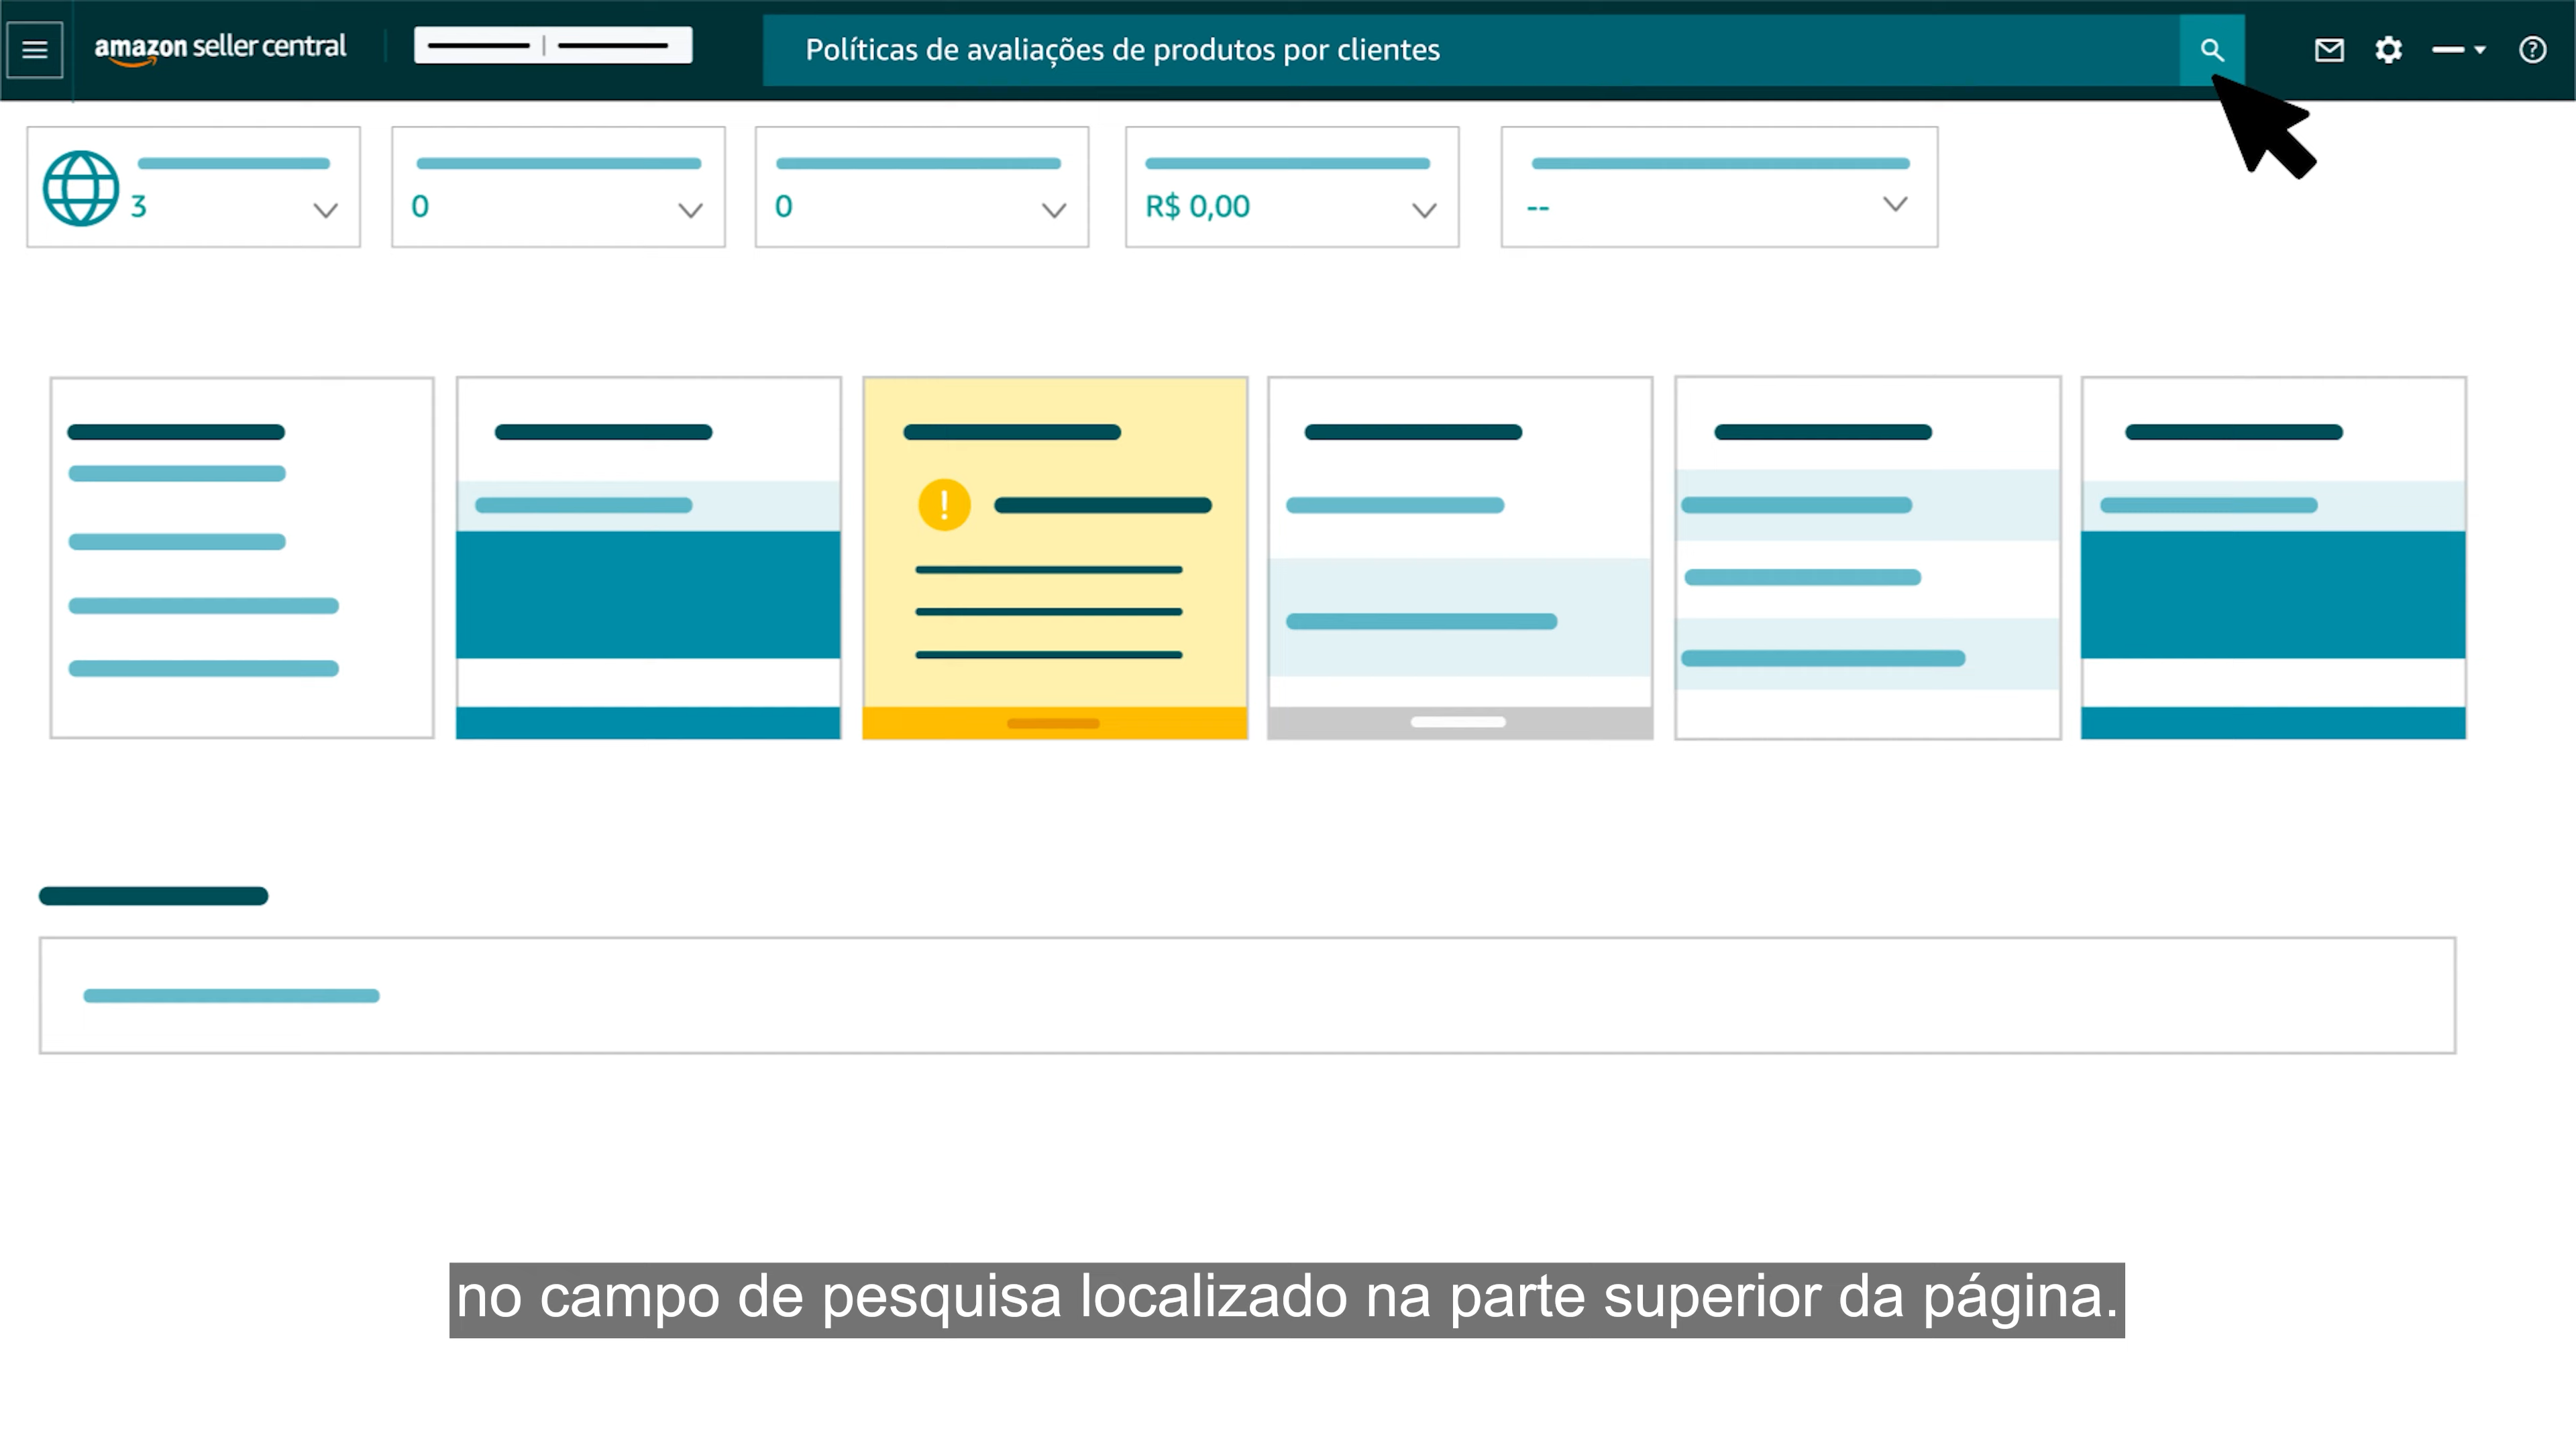 amazon seller central
Políticas de avaliações de produtos por clientes
3
0
0
R$ 0,00
--
no campo de pesquisa localizado na parte superior da página.